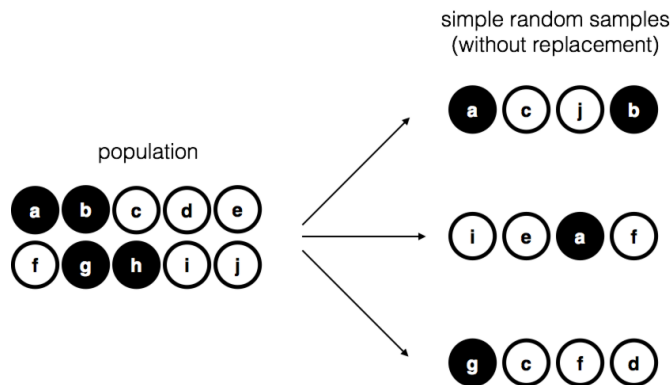 simple random samples
(without replacement)
a c j b
population
a b c d e
i e a f
f g h i j
g c f d